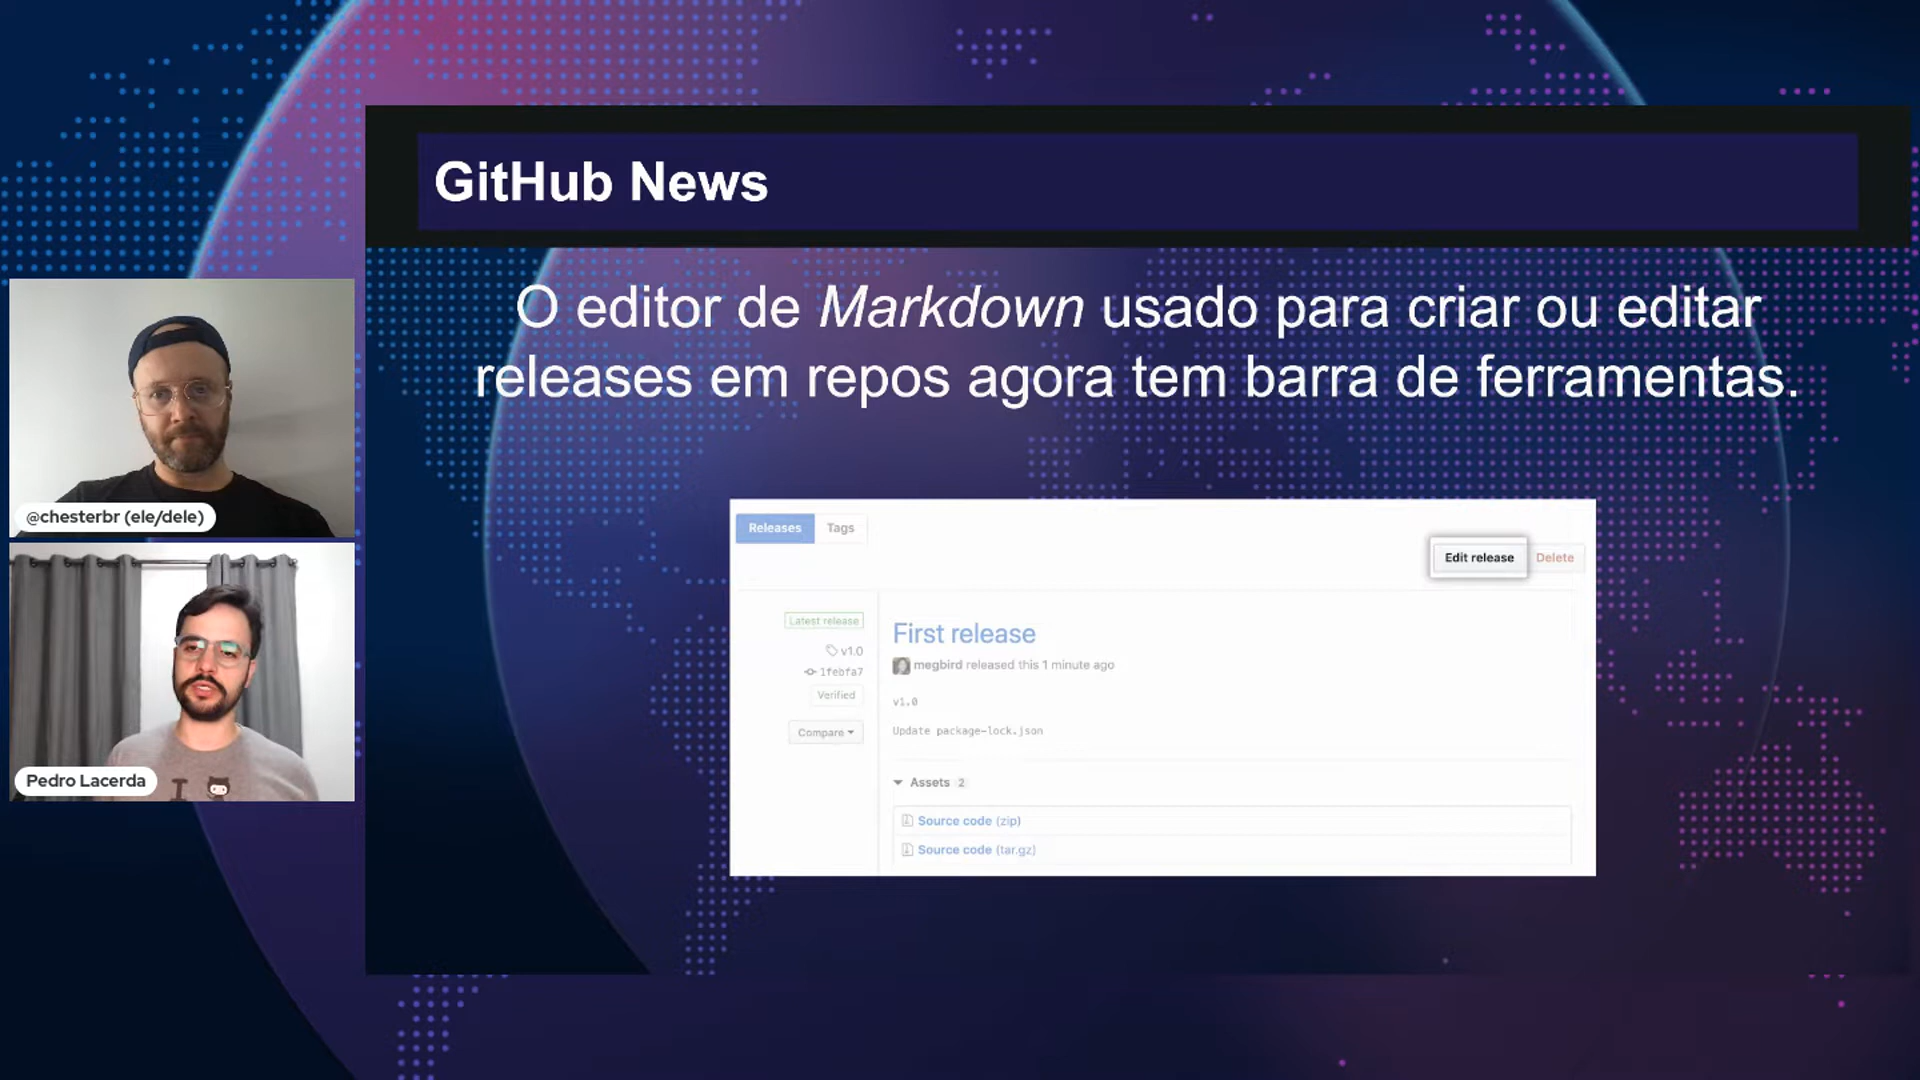 GitHub News
O editor de Markdown usado para criar ou editar
releases em repos agora tem barra de ferramentas.
@chesterbr (ele/dele)
Pedro Lacerda
I
Releases Tags
Edit release Delete
Latest release
v1.0
1febfa7
Verified
Compare
First release
megbird released this 1 minute ago
v1.0
Update package-lock.json
Assets 2
Source code (zip)
Source code (tar.gz)